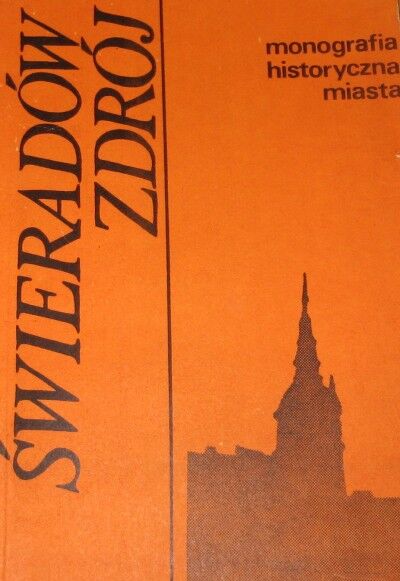 ŚWIERADÓW
ZDRÓJ
monografia
historyczna
miasta